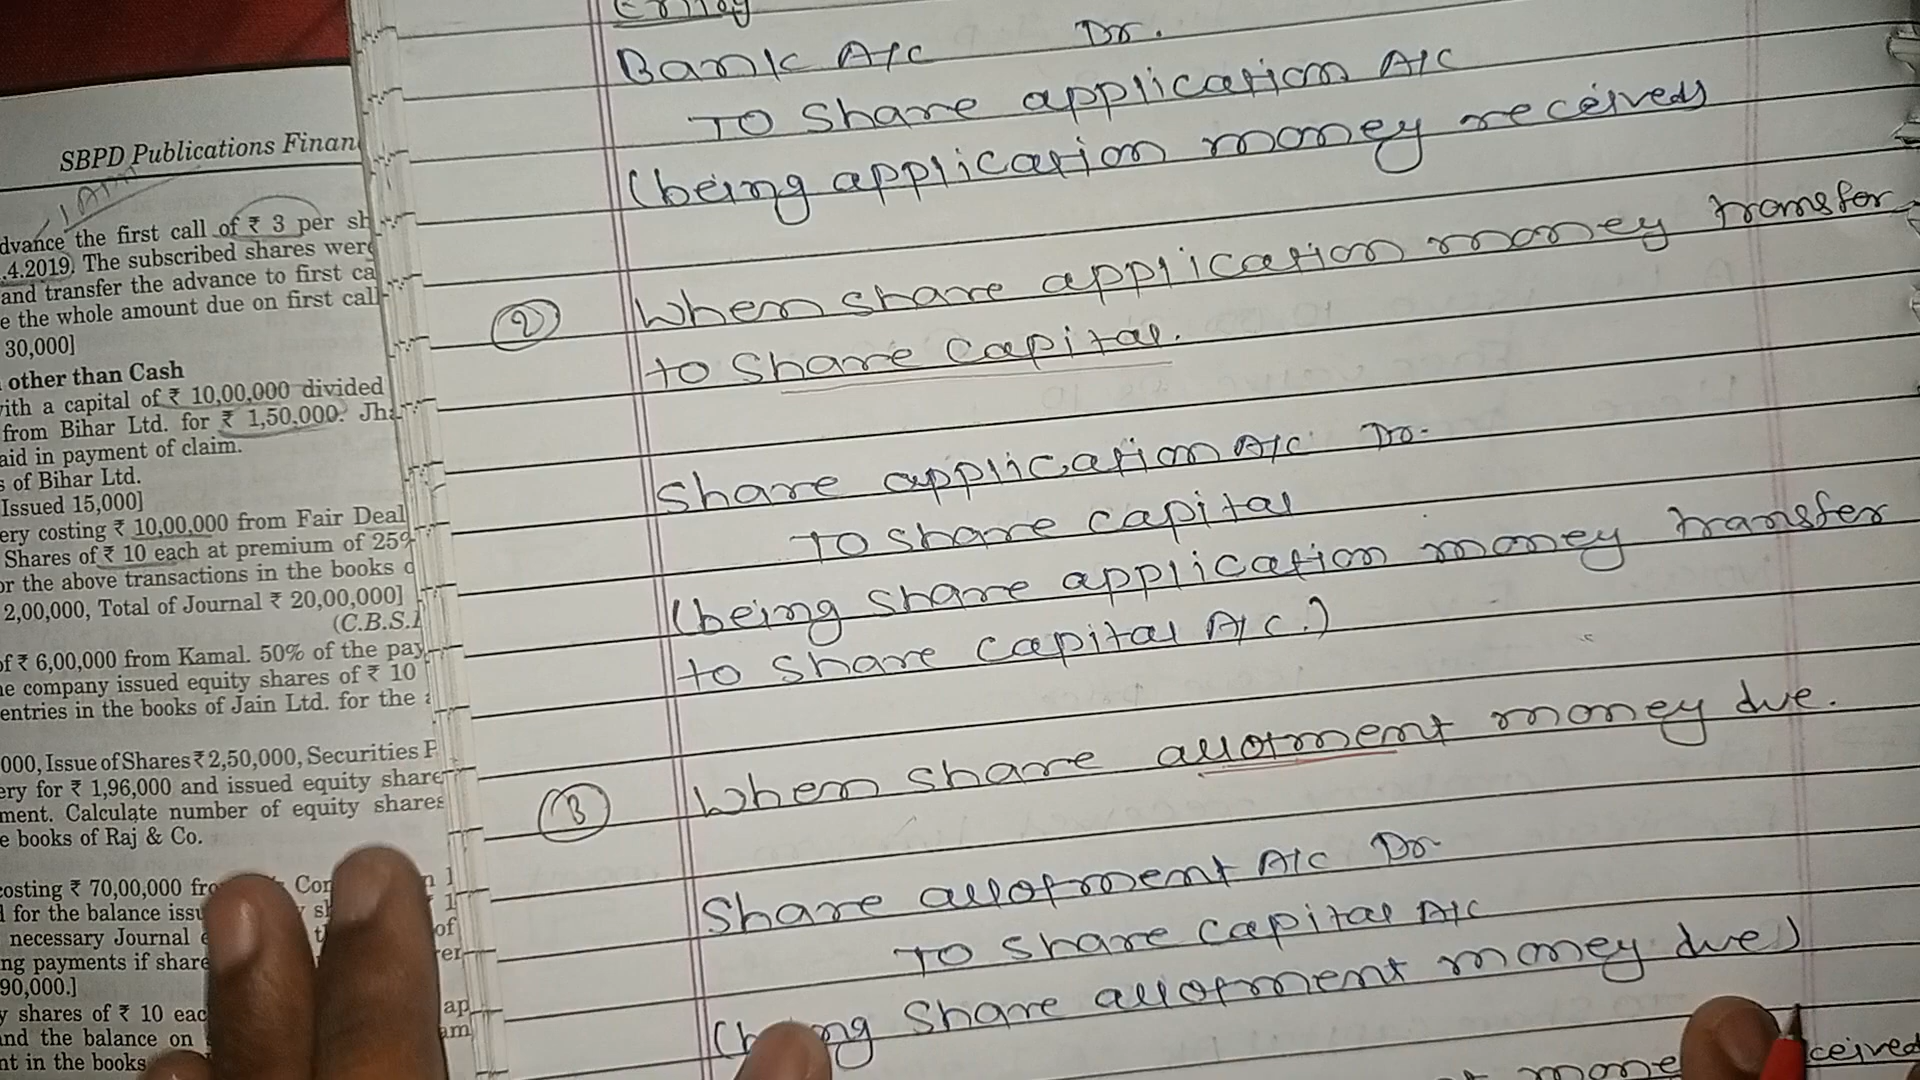 SBPD Publications Finan
dvance the first call of ₹ 3 per sh
.4.2019. The subscribed shares were
and transfer the advance to first ca
e the whole amount due on first call
30,000]
other than Cash
with a capital of ₹ 10,00,000 divided
from Bihar Ltd. for ₹ 1,50,000. Jha
aid in payment of claim.
s of Bihar Ltd.
Issued 15,000]
ery costing ₹ 10,00,000 from Fair Deal
Shares of ₹ 10 each at premium of 25%
or the above transactions in the books o
2,00,000, Total of Journal ₹ 20,00,000]
(C.B.S.
of ₹ 6,00,000 from Kamal. 50% of the pay
e company issued equity shares of ₹ 10
entries in the books of Jain Ltd. for the a
000, Issue of Shares ₹ 2,50,000, Securities P
ery for ₹ 1,96,000 and issued equity share
ment. Calculate number of equity shares
e books of Raj & Co.
costing ₹ 70,00,000 fro
d for the balance issu
necessary Journal
ng payments if share
90,000.]
y shares of ₹ 10 eac
and the balance on
nt in the books
Bank A/c Dr.
To Share application A/C
(being application money received)
② When share application money transfer
to Share Capital.
Share application A/c Dr.
To share capital
(being share application money transfer
to share capital A/C.)
③ When share allotment money due.
Share allotment A/c Dr.
To share capital A/c
share allotment money due)
ceived